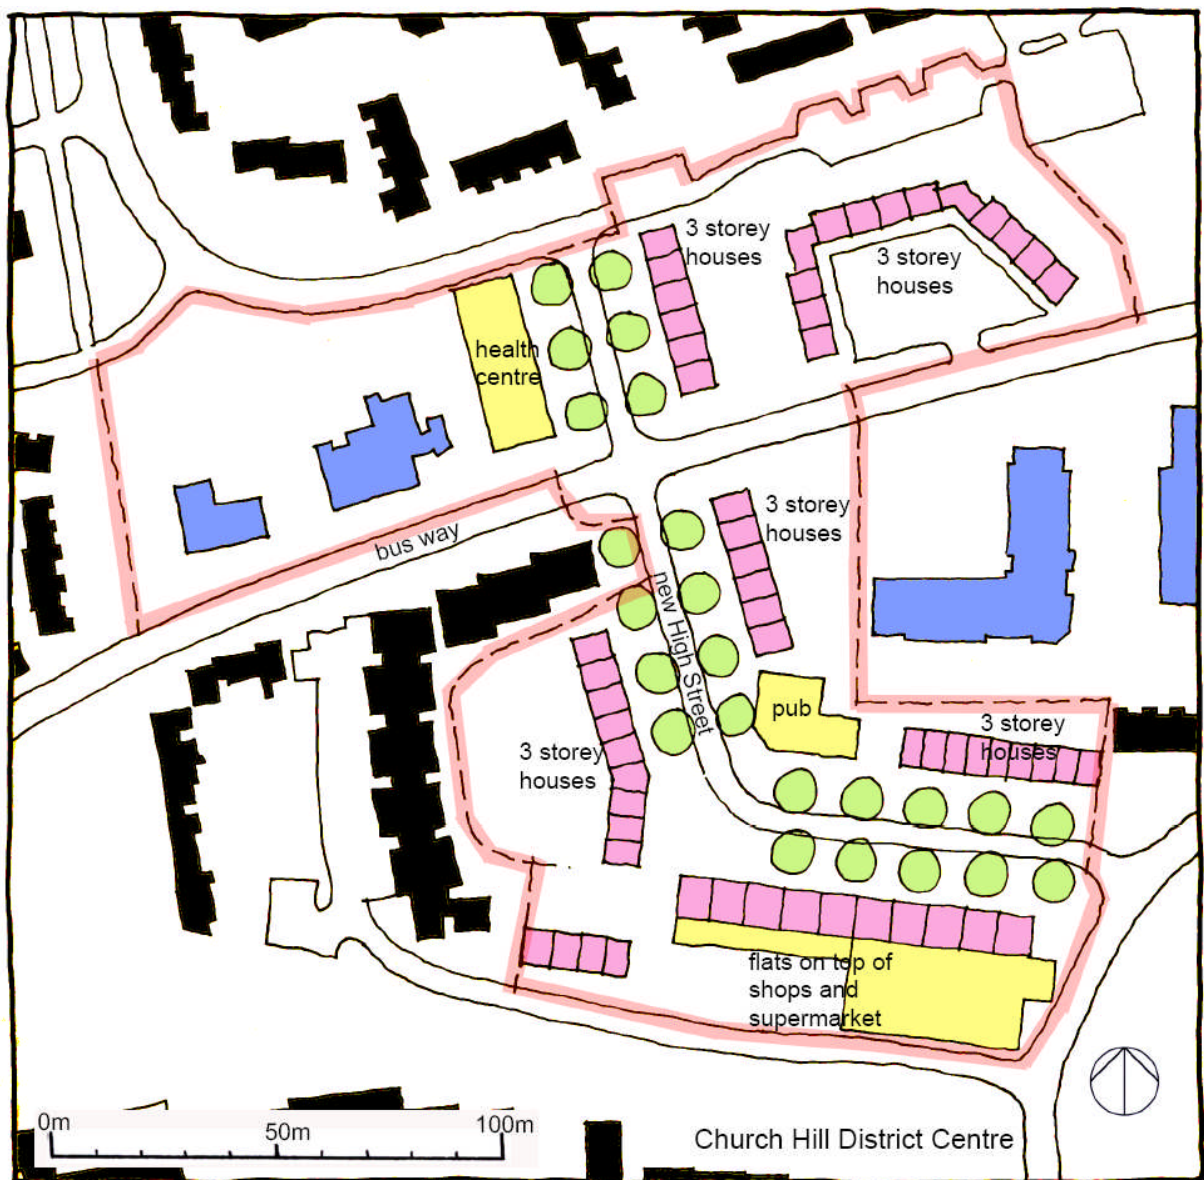 3 storey
houses
3 storey
houses
health
centre
3 storey
houses
bus way
new High Street
pub
3 storey
houses
3 storey
houses
flats on top of
shops and
supermarket
0m
50m
100m
Church Hill District Centre